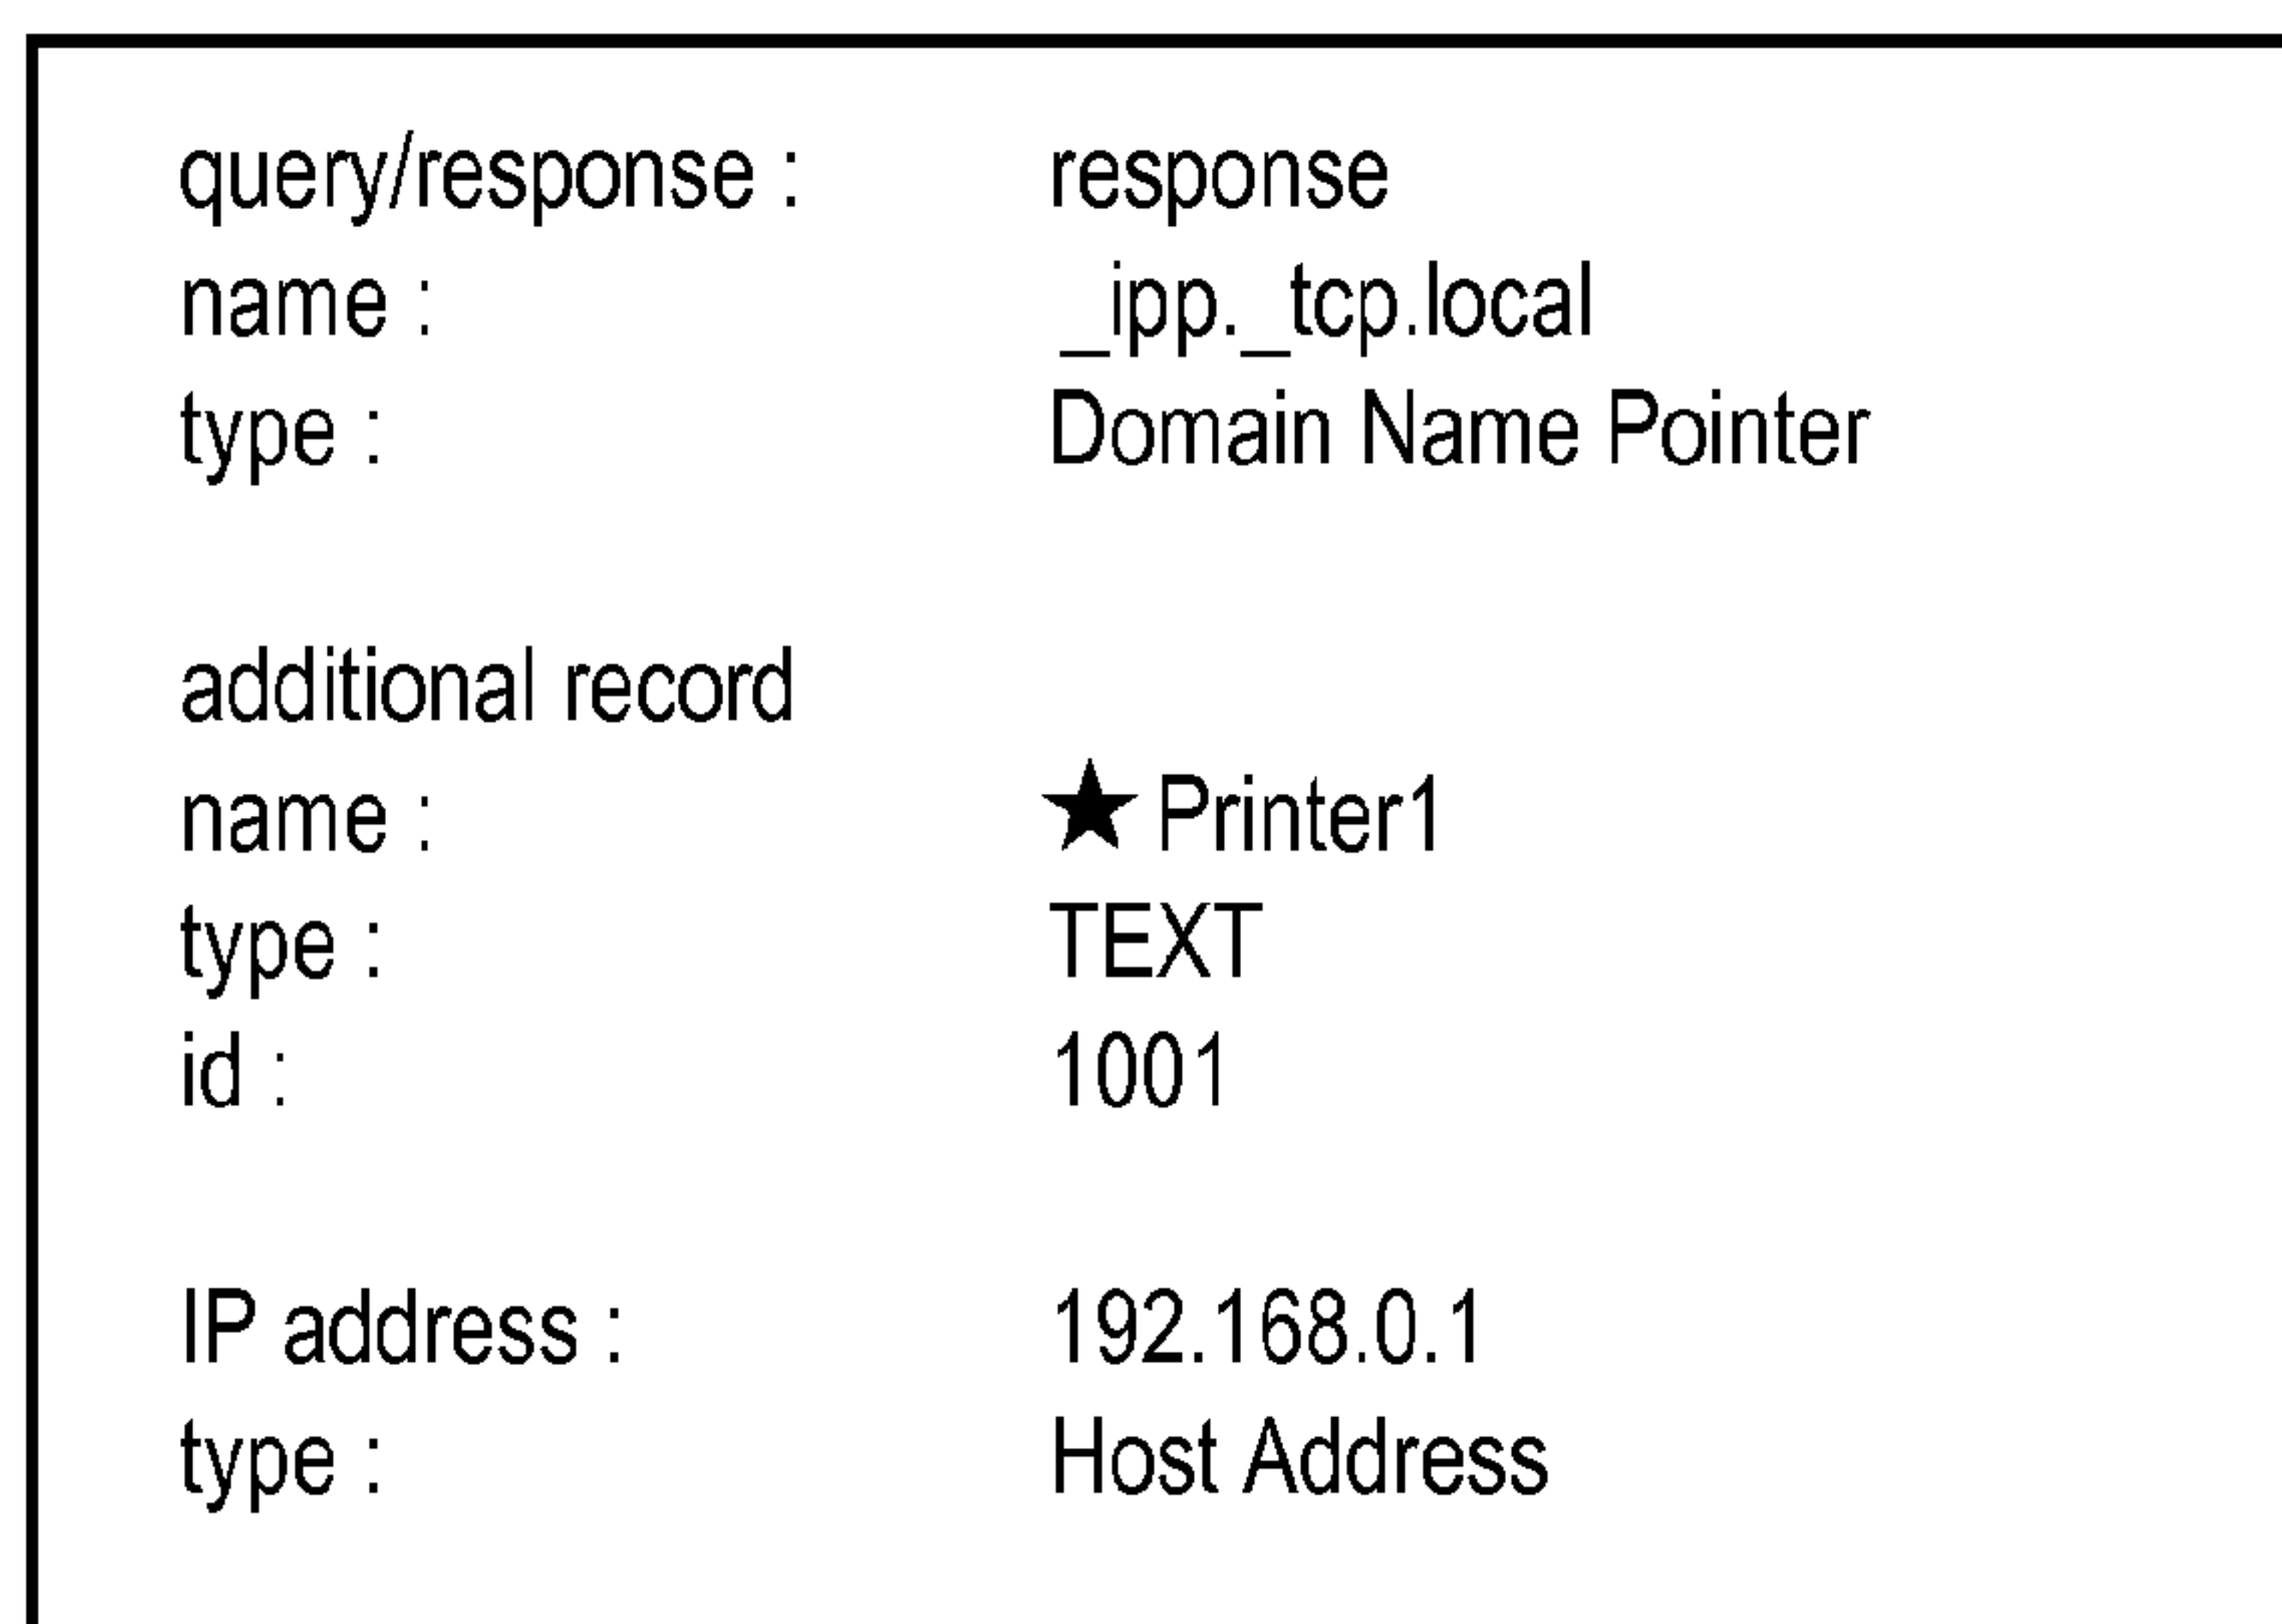 query/response : response
name : _ipp._tcp.local
type : Domain Name Pointer
additional record
name : ★ Printer1
type : TEXT
id : 1001
IP address : 192.168.0.1
type : Host Address